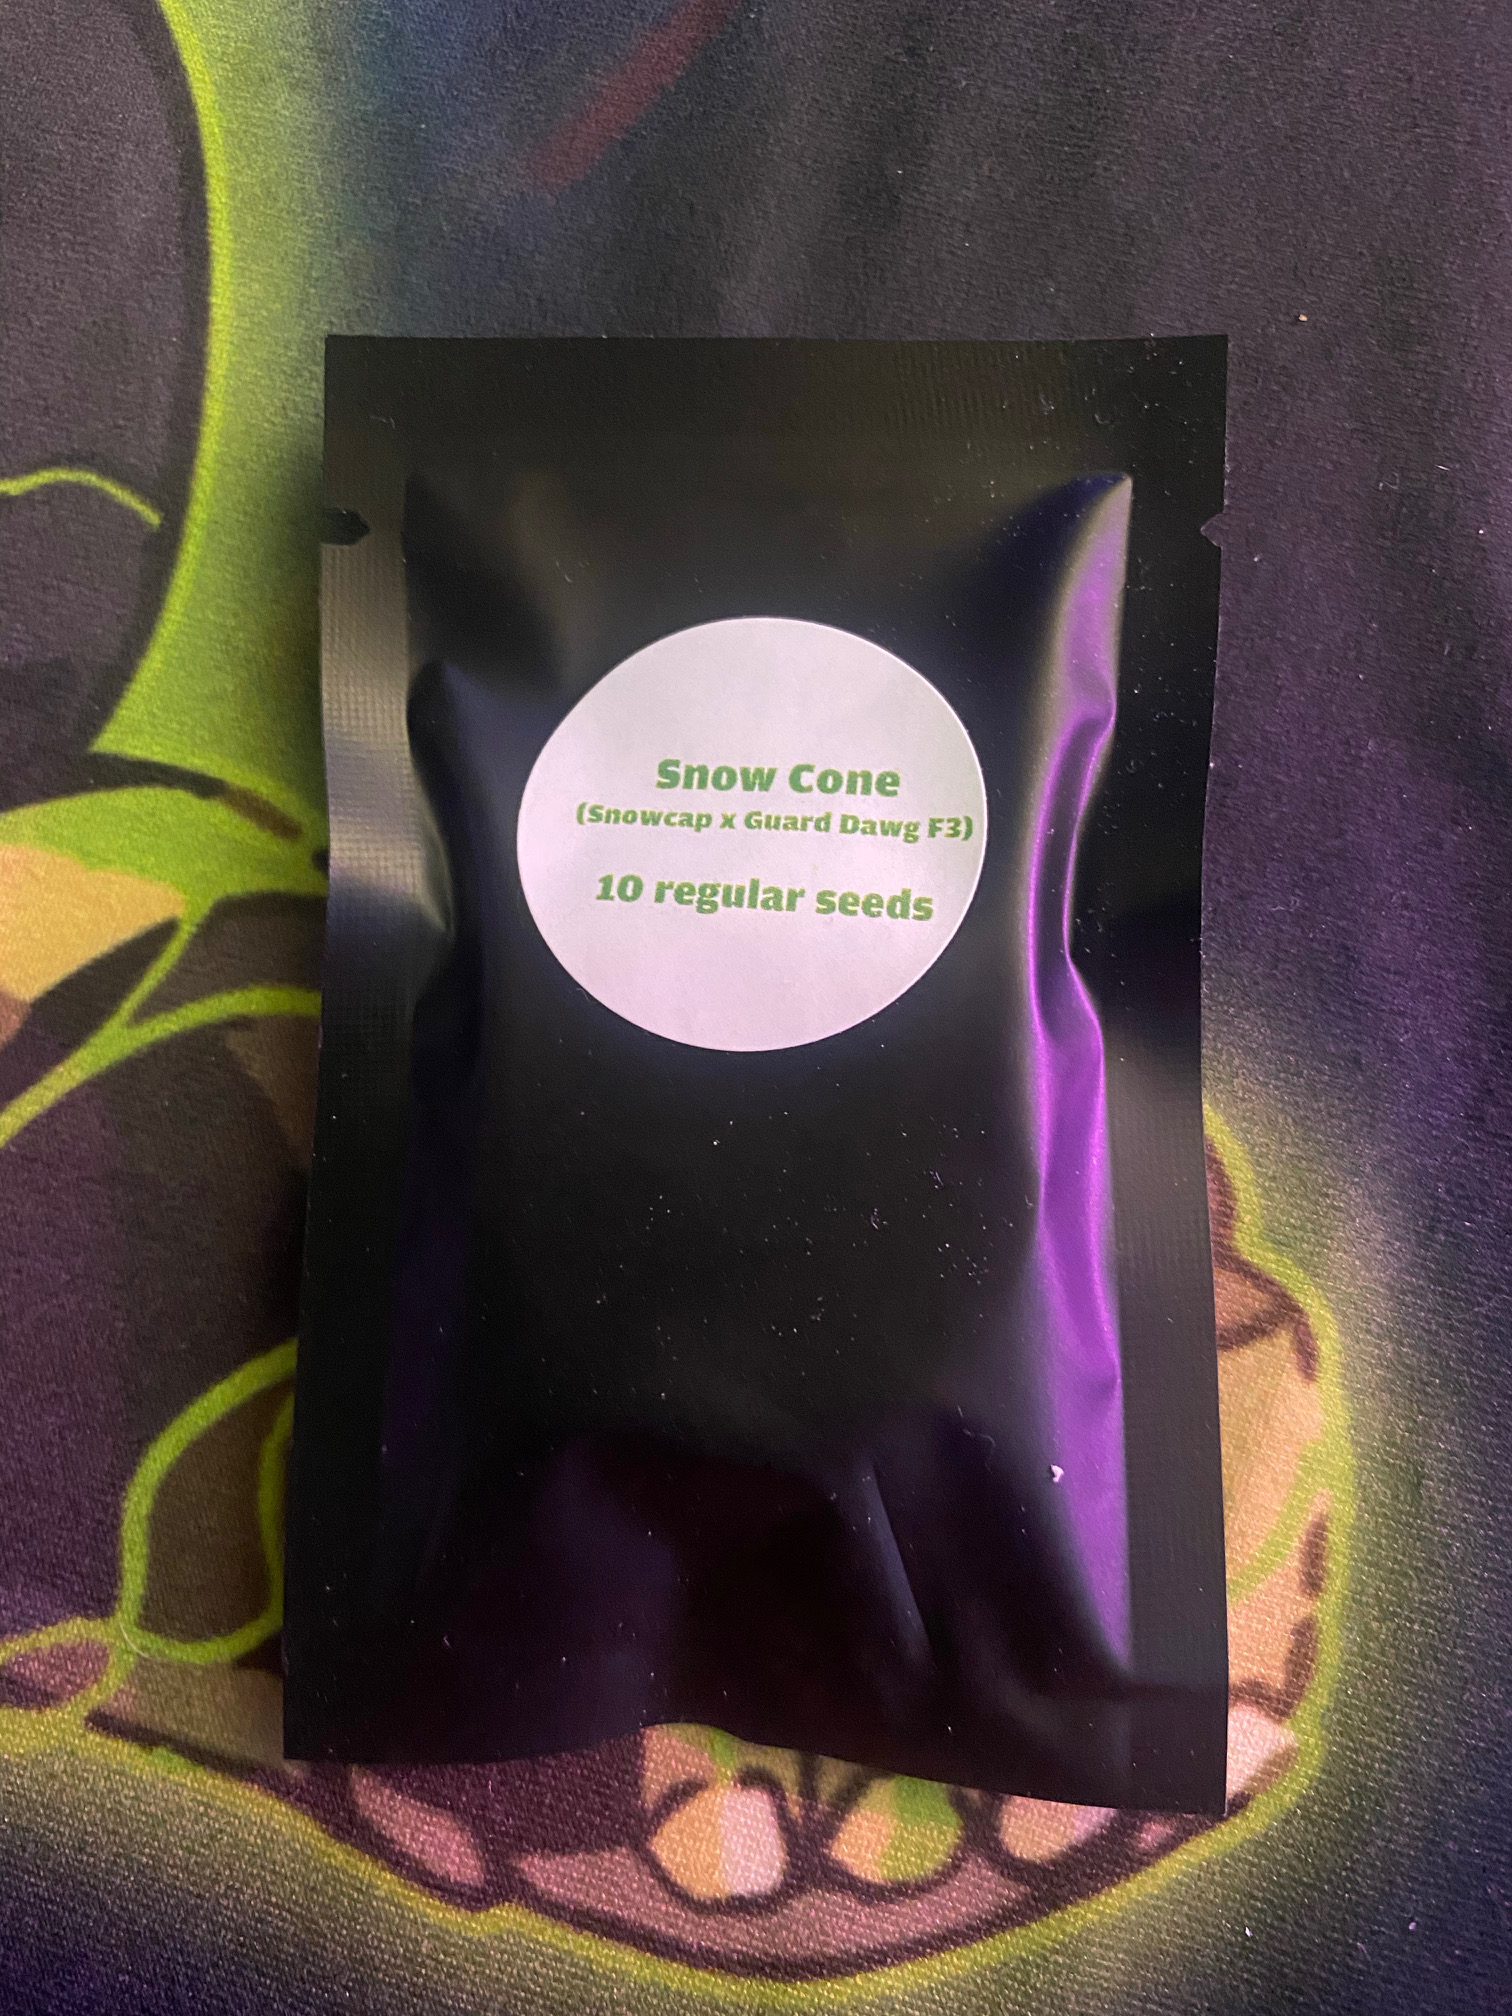 Snow Cone
(Snowcap x Guard Dawg F3)
10 regular seeds